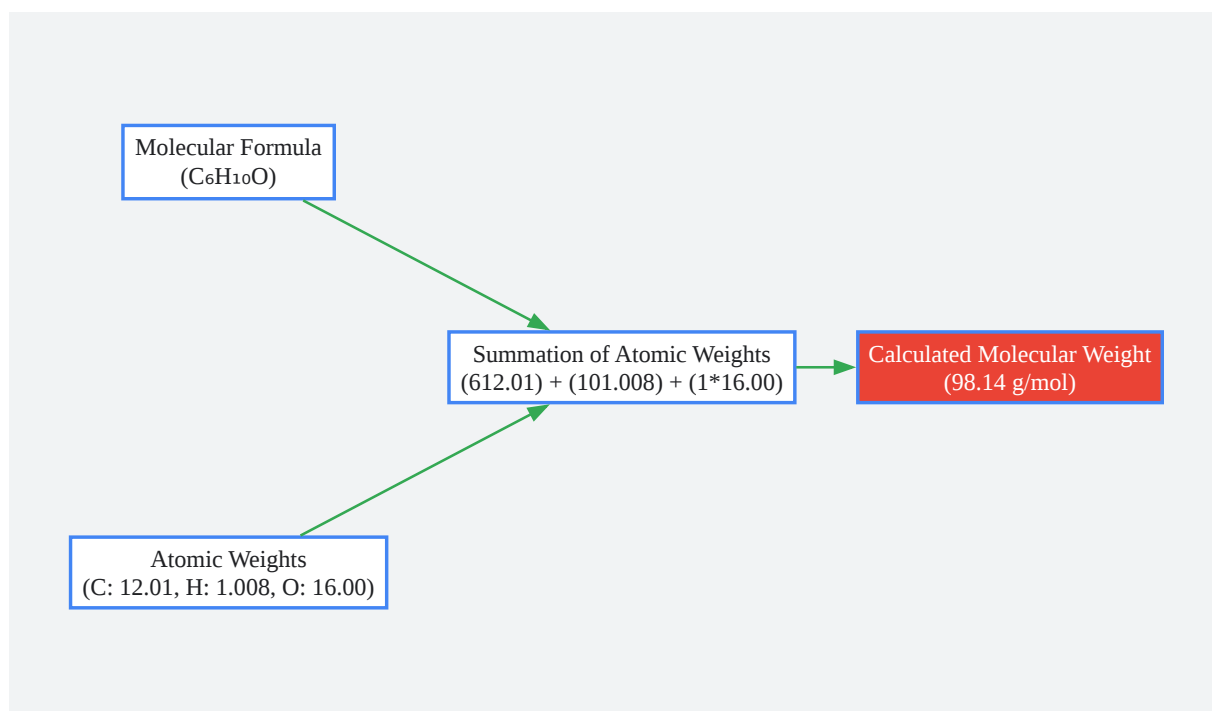 Molecular Formula
(C₆H₁₀O)
Summation of Atomic Weights
(612.01) + (101.008) + (1*16.00)
Calculated Molecular Weight
(98.14 g/mol)
Atomic Weights
(C: 12.01, H: 1.008, O: 16.00)